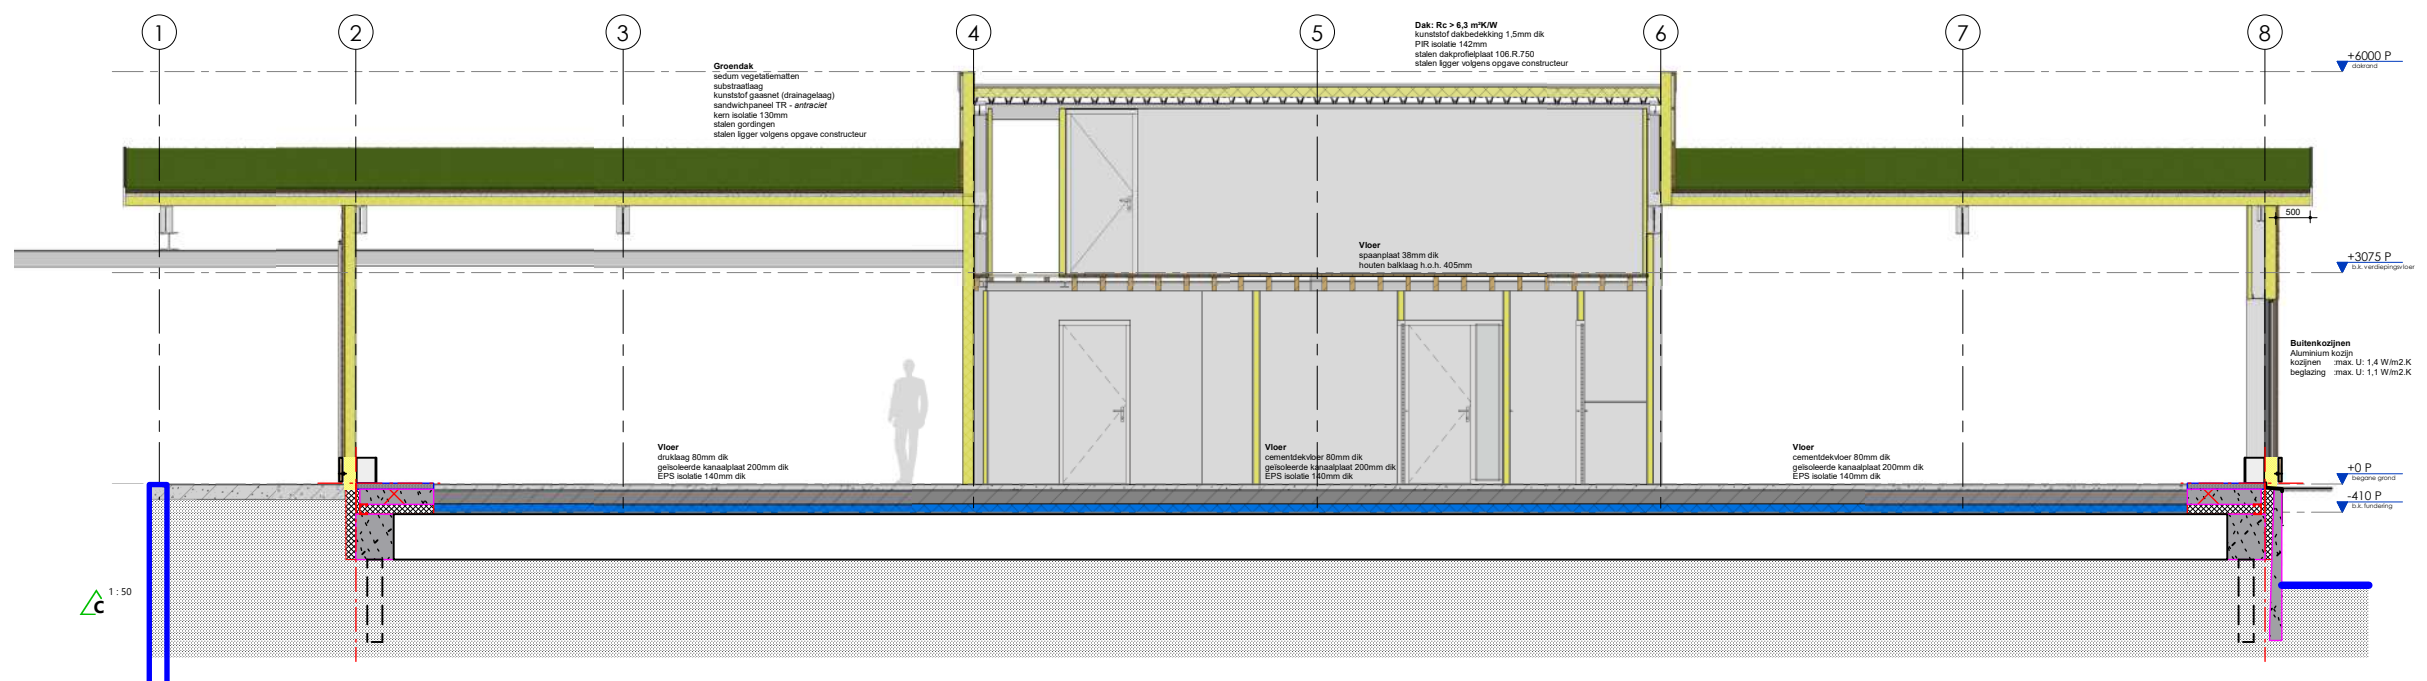 1
2
3
4
5
6
7
8
Dak: Rc > 6,3 m²K/W
kunststof dakbedekking 1,5mm dik
PIR isolatie 142mm
stalen dakprofielplaat 106.R.750
stalen ligger volgens opgave constructeur
Groendak
sedum vegetatiematten
substraatlaag
kunststof gaasnet (drainagelaag)
sandwichpaneel TR - antraciet
kern isolatie 130mm
stalen gordingen
stalen ligger volgens opgave constructeur
+6000 P
dakrand
500
Vloer
spaanplaat 38mm dik
houten balklaag h.o.h. 405mm
+3075 P
b.k. verdiepingsvloer
Buitenkozijnen
Aluminium kozijn
kozijnen :max. U: 1,4 W/m2.K
beglazing :max. U: 1,1 W/m2.K
Vloer
druklaag 80mm dik
geïsoleerde kanaalplaat 200mm dik
EPS isolatie 140mm dik
Vloer
cementdekvloer 80mm dik
geïsoleerde kanaalplaat 200mm dik
EPS isolatie 140mm dik
Vloer
cementdekvloer 80mm dik
geïsoleerde kanaalplaat 200mm dik
EPS isolatie 140mm dik
+0 P
begane grond
-410 P
b.k. fundering
C
1 : 50